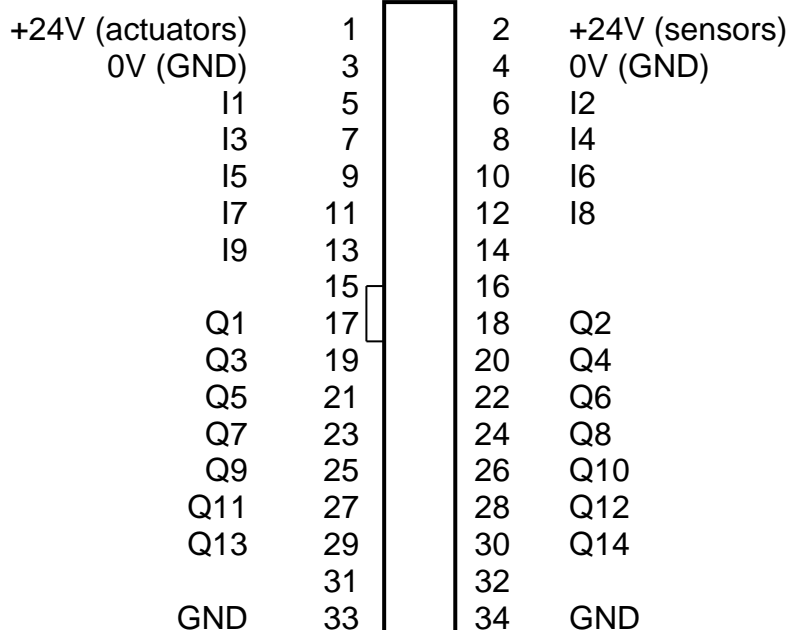 +24V (actuators) 1 2 +24V (sensors)
0V (GND) 3 4 0V (GND)
I1 5 6 I2
I3 7 8 I4
I5 9 10 I6
I7 11 12 I8
I9 13 14
15 16
Q1 17 18 Q2
Q3 19 20 Q4
Q5 21 22 Q6
Q7 23 24 Q8
Q9 25 26 Q10
Q11 27 28 Q12
Q13 29 30 Q14
31 32
GND 33 34 GND